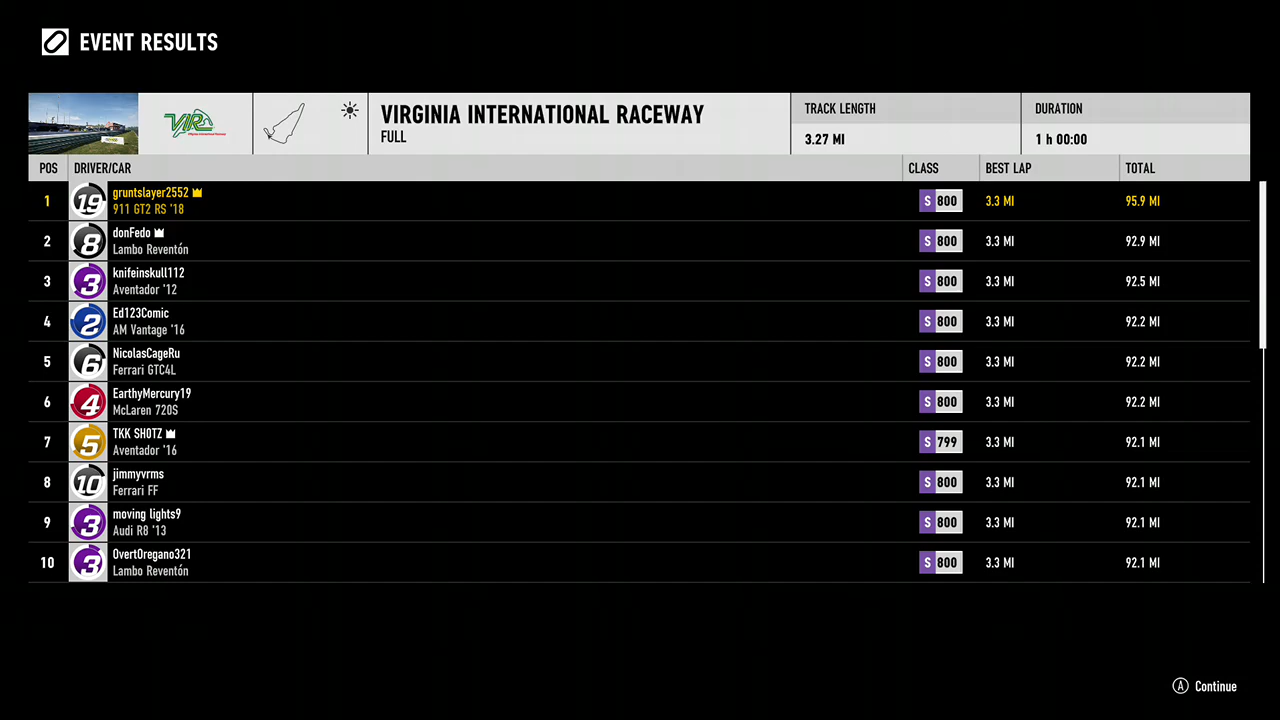 EVENT RESULTS
VIR
VIRGINIA INTERNATIONAL RACEWAY
FULL
TRACK LENGTH
3.27 MI
DURATION
1 h 00:00
POS DRIVER/CAR CLASS BEST LAP TOTAL
1 19 gruntslayer2552 S 800 3.3 MI 95.9 MI
911 GT2 RS '18
2 8 donFedo S 800 3.3 MI 92.9 MI
Lambo Reventón
3 3 knifeinskull112 S 800 3.3 MI 92.5 MI
Aventador '12
4 2 Ed123Comic S 800 3.3 MI 92.2 MI
AM Vantage '16
5 6 NicolasCageRu S 800 3.3 MI 92.2 MI
Ferrari GTC4L
6 4 EarthyMercury19 S 800 3.3 MI 92.2 MI
McLaren 720S
7 5 TKK SH0TZ S 799 3.3 MI 92.1 MI
Aventador '16
8 10 jimmyvrms S 800 3.3 MI 92.1 MI
Ferrari FF
9 3 moving lights9 S 800 3.3 MI 92.1 MI
Audi R8 '13
10 3 OvertOregano321 S 800 3.3 MI 92.1 MI
Lambo Reventón
A Continue